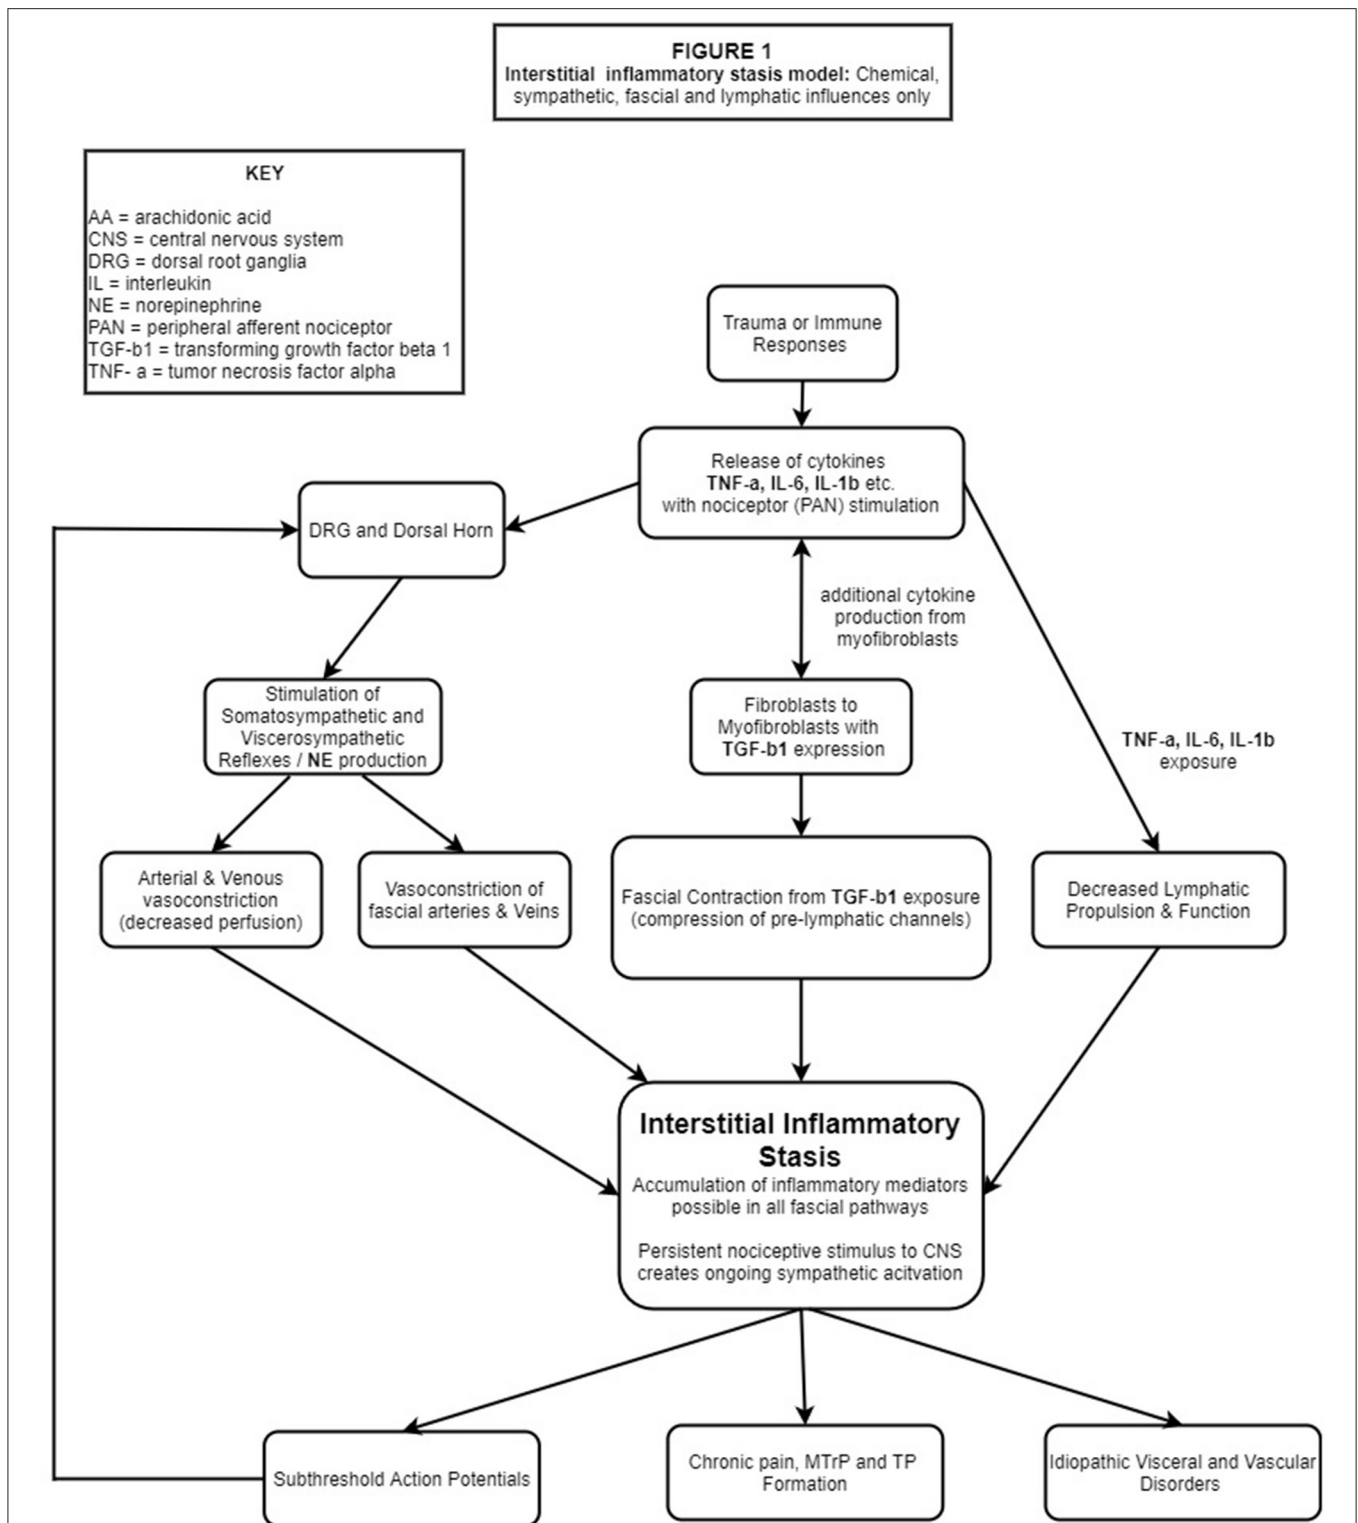 FIGURE 1
Interstitial inflammatory stasis model: Chemical,
sympathetic, fascial and lymphatic influences only
KEY
AA = arachidonic acid
CNS = central nervous system
DRG = dorsal root ganglia
IL = interleukin
NE = norepinephrine
PAN = peripheral afferent nociceptor
TGF-b1 = transforming growth factor beta 1
TNF- a = tumor necrosis factor alpha
Trauma or Immune
Responses
Release of cytokines
TNF-a, IL-6, IL-1b etc.
with nociceptor (PAN) stimulation
DRG and Dorsal Horn
additional cytokine
production from
myofibroblasts
Stimulation of
Somatosympathetic and
Viscerosympathetic
Reflexes / NE production
Fibroblasts to
Myofibroblasts with
TGF-b1 expression
TNF-a, IL-6, IL-1b
exposure
Arterial & Venous
vasoconstriction
(decreased perfusion)
Vasoconstriction of
fascial arteries & Veins
Fascial Contraction from TGF-b1 exposure
(compression of pre-lymphatic channels)
Decreased Lymphatic
Propulsion & Function
Interstitial Inflammatory
Stasis
Accumulation of inflammatory mediators
possible in all fascial pathways
Persistent nociceptive stimulus to CNS
creates ongoing sympathetic acitvation
Subthreshold Action Potentials
Chronic pain, MTrP and TP
Formation
Idiopathic Visceral and Vascular
Disorders